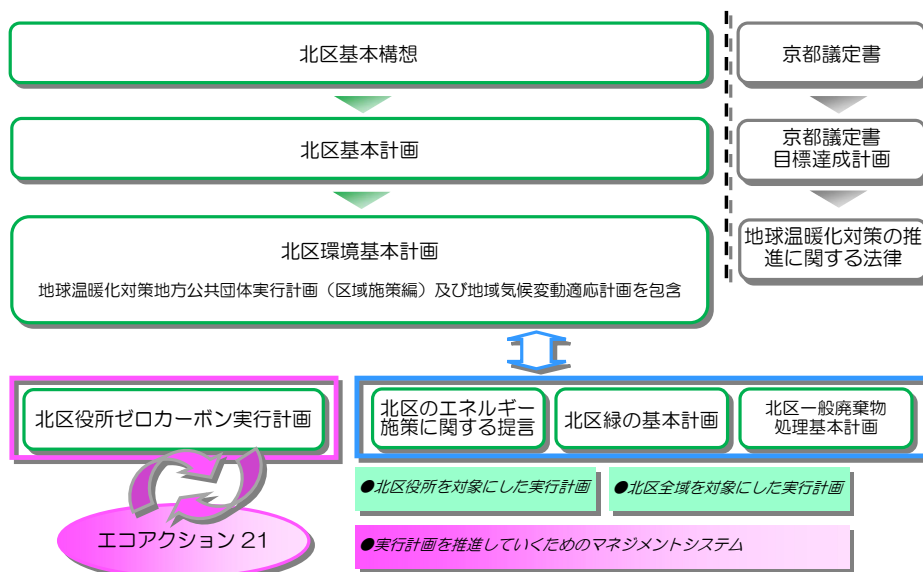 北区基本構想
京都議定書
北区基本計画
京都議定書
目標達成計画
北区環境基本計画
地球温暖化対策地方公共団体実行計画（区域施策編）及び地域気候変動適応計画を包含
地球温暖化対策の推
進に関する法律
北区役所ゼロカーボン実行計画
北区のエネルギー
施策に関する提言
北区緑の基本計画
北区一般廃棄物
処理基本計画
●北区役所を対象にした実行計画
●北区全域を対象にした実行計画
エコアクション 21
●実行計画を推進していくためのマネジメントシステム